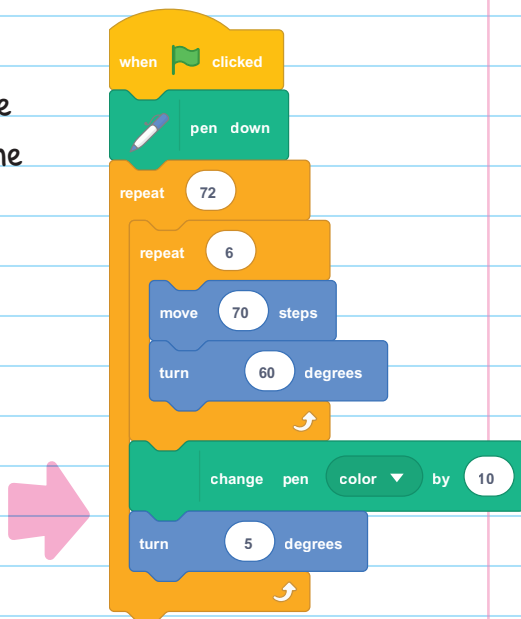 when clicked
e
pen down
ne
repeat 72
repeat 6
move 70 steps
turn 60 degrees
change pen color by 10
turn 5 degrees